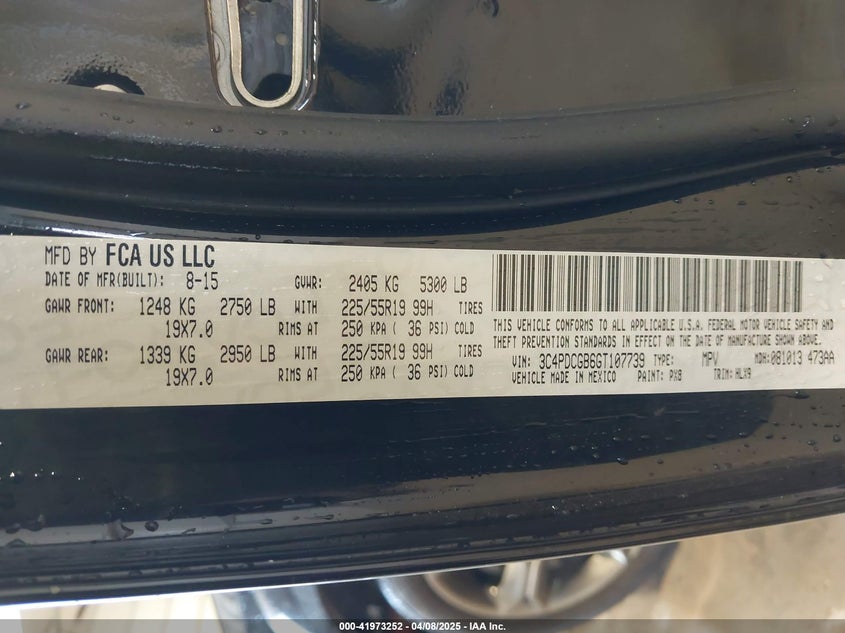 MFD BY FCA US LLC
DATE OF MFR(BUILT): 8-15 GVWR: 2405 KG 5300 LB
GAWR FRONT: 1248 KG 2750 LB WITH 225/55R19 99H TIRES
19X7.0 RIMS AT 250 KPA ( 36 PSI) COLD
GAWR REAR: 1339 KG 2950 LB WITH 225/55R19 99H TIRES
19X7.0 RIMS AT 250 KPA ( 36 PSI) COLD
THIS VEHICLE CONFORMS TO ALL APPLICABLE U.S.A. FEDERAL MOTOR VEHICLE SAFETY AND
THEFT PREVENTION STANDARDS IN EFFECT ON THE DATE OF MANUFACTURE SHOWN ABOVE.
VIN: 3C4PDCGB6GT107739 TYPE: MPV MDH: 081013 473AA
VEHICLE MADE IN MEXICO PAINT: PX8 TRIM: HLX9
000-41973252 - 04/08/2025 - IAA Inc.